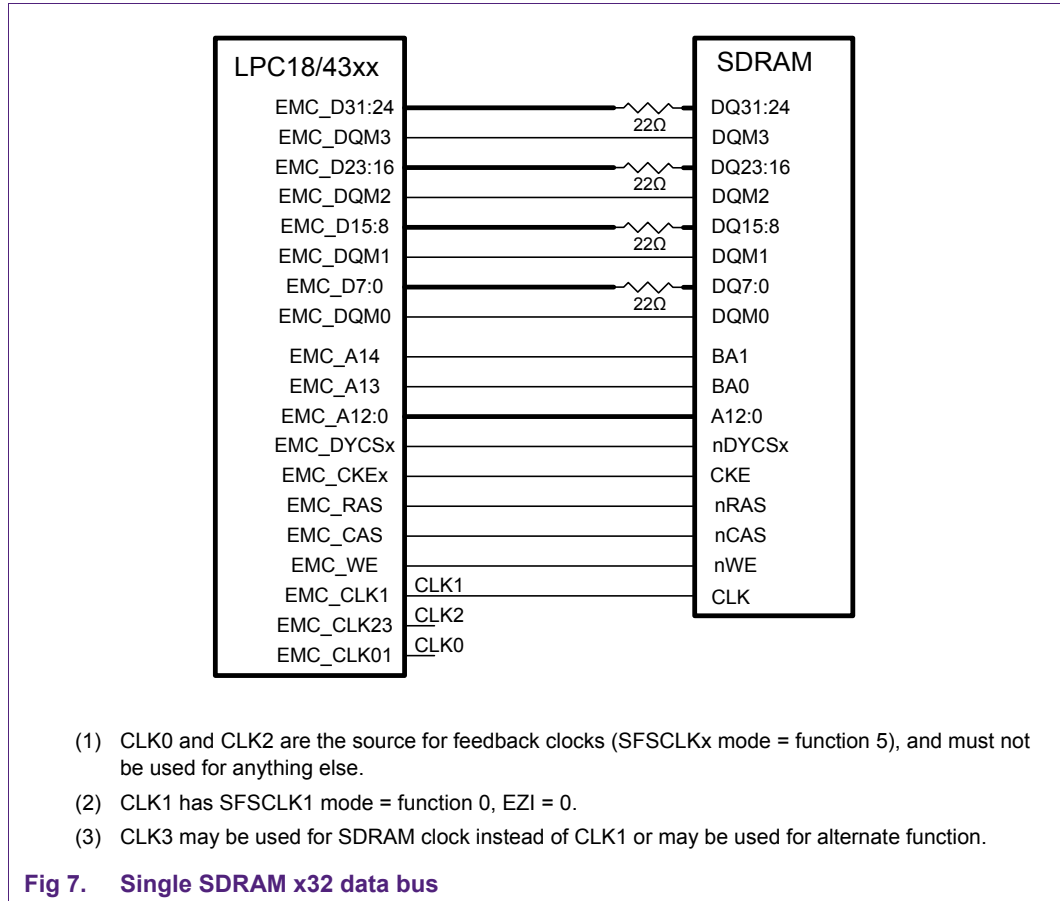 LPC18/43xx
SDRAM
EMC_D31:24
22Ω
DQ31:24
EMC_DQM3
DQM3
EMC_D23:16
22Ω
DQ23:16
EMC_DQM2
DQM2
EMC_D15:8
22Ω
DQ15:8
EMC_DQM1
DQM1
EMC_D7:0
22Ω
DQ7:0
EMC_DQM0
DQM0
EMC_A14
BA1
EMC_A13
BA0
EMC_A12:0
A12:0
EMC_DYCSx
nDYCSx
EMC_CKEx
CKE
EMC_RAS
nRAS
EMC_CAS
nCAS
EMC_WE
nWE
EMC_CLK1
CLK1
CLK
EMC_CLK23
CLK2
EMC_CLK01
CLK0
(1) CLK0 and CLK2 are the source for feedback clocks (SFSCLKx mode = function 5), and must not
be used for anything else.
(2) CLK1 has SFSCLK1 mode = function 0, EZI = 0.
(3) CLK3 may be used for SDRAM clock instead of CLK1 or may be used for alternate function.
Fig 7. Single SDRAM x32 data bus